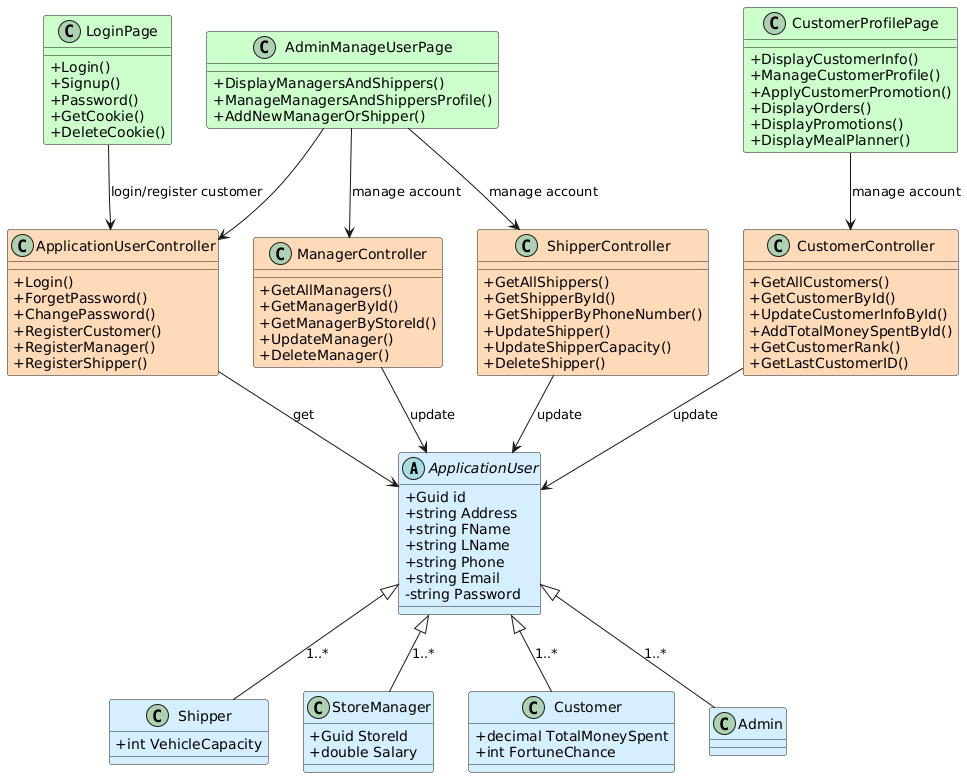 C LoginPage
+Login()
+Signup()
+Password()
+GetCookie()
+DeleteCookie()
C AdminManageUserPage
+DisplayManagersAndShippers()
+ManageManagersAndShippersProfile()
+AddNewManagerOrShipper()
C CustomerProfilePage
+DisplayCustomerInfo()
+ManageCustomerProfile()
+ApplyCustomerPromotion()
+DisplayOrders()
+DisplayPromotions()
+DisplayMealPlanner()
login/register customer
manage account
manage account
manage account
C ApplicationUserController
+Login()
+ForgetPassword()
+ChangePassword()
+RegisterCustomer()
+RegisterManager()
+RegisterShipper()
C ManagerController
+GetAllManagers()
+GetManagerById()
+GetManagerByStoreId()
+UpdateManager()
+DeleteManager()
C ShipperController
+GetAllShippers()
+GetShipperById()
+GetShipperByPhoneNumber()
+UpdateShipper()
+UpdateShipperCapacity()
+DeleteShipper()
C CustomerController
+GetAllCustomers()
+GetCustomerById()
+UpdateCustomerInfoById()
+AddTotalMoneySpentById()
+GetCustomerRank()
+GetLastCustomerID()
get
update
update
update
A ApplicationUser
+Guid id
+string Address
+string FName
+string LName
+string Phone
+string Email
-string Password
1..*
1..*
1..*
1..*
C Shipper
+int VehicleCapacity
C StoreManager
+Guid StoreId
+double Salary
C Customer
+decimal TotalMoneySpent
+int FortuneChance
C Admin